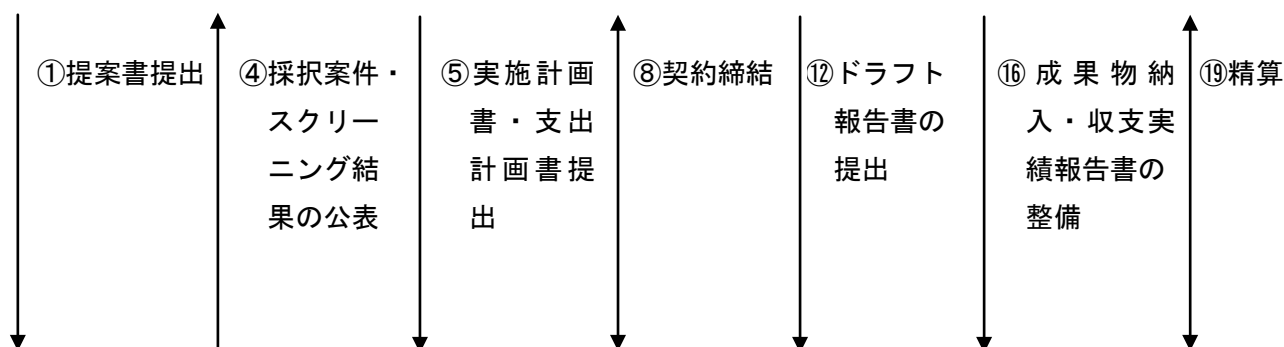 ①提案書提出
④採択案件・
スクリー
ニング結
果の公表
⑤実施計画
書・支出
計画書提
出
⑧契約締結
⑫ドラフト
報告書の
提出
⑯成果物納
入・収支実
績報告書の
整備
⑲精算